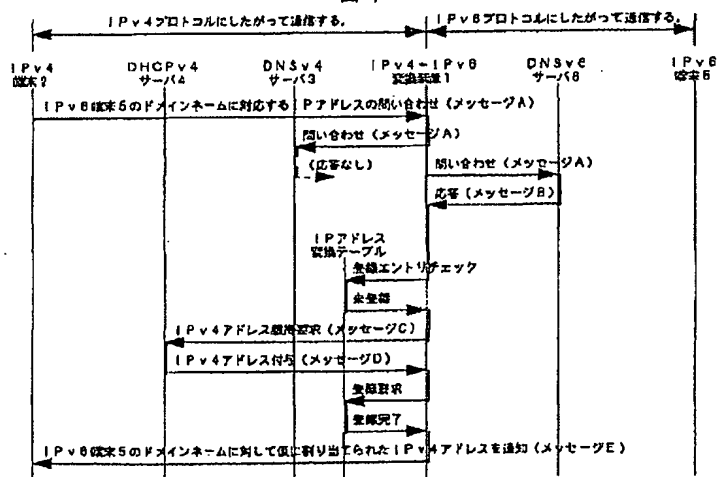 IPv4プロトコルにしたがって通信する。
IPv6プロトコルにしたがって通信する。
IPv4
端末2
DHCPv4
サーバ4
DNSv4
サーバ3
IPv4-IPv6
変換装置1
DNSv6
サーバ6
IPv6
端末5
IPv6端末5のドメインネームに対応するIPアドレスの問い合わせ(メッセージA)
問い合わせ(メッセージA)
(応答なし)
問い合わせ(メッセージA)
応答(メッセージB)
IPアドレス
変換テーブル
登録エントリチェック
未登録
IPv4アドレス獲得要求(メッセージC)
IPv4アドレス付与(メッセージD)
登録要求
登録完了
IPv6端末5のドメインネームに対して仮に割り当てられたIPv4アドレスを通知(メッセージE)